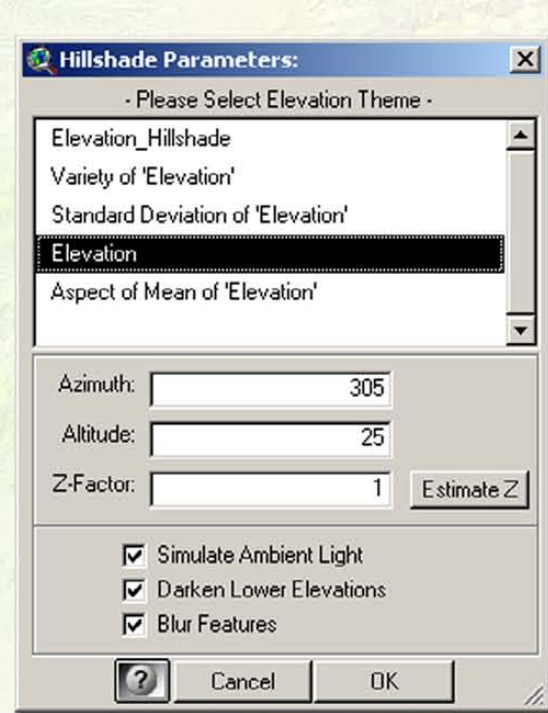 Hillshade Parameters:
- Please Select Elevation Theme -
Elevation_Hillshade
Variety of 'Elevation'
Standard Deviation of 'Elevation'
Elevation
Aspect of Mean of 'Elevation'
Azimuth: 305
Altitude: 25
Z-Factor: 1 Estimate Z
Simulate Ambient Light
Darken Lower Elevations
Blur Features
? Cancel OK